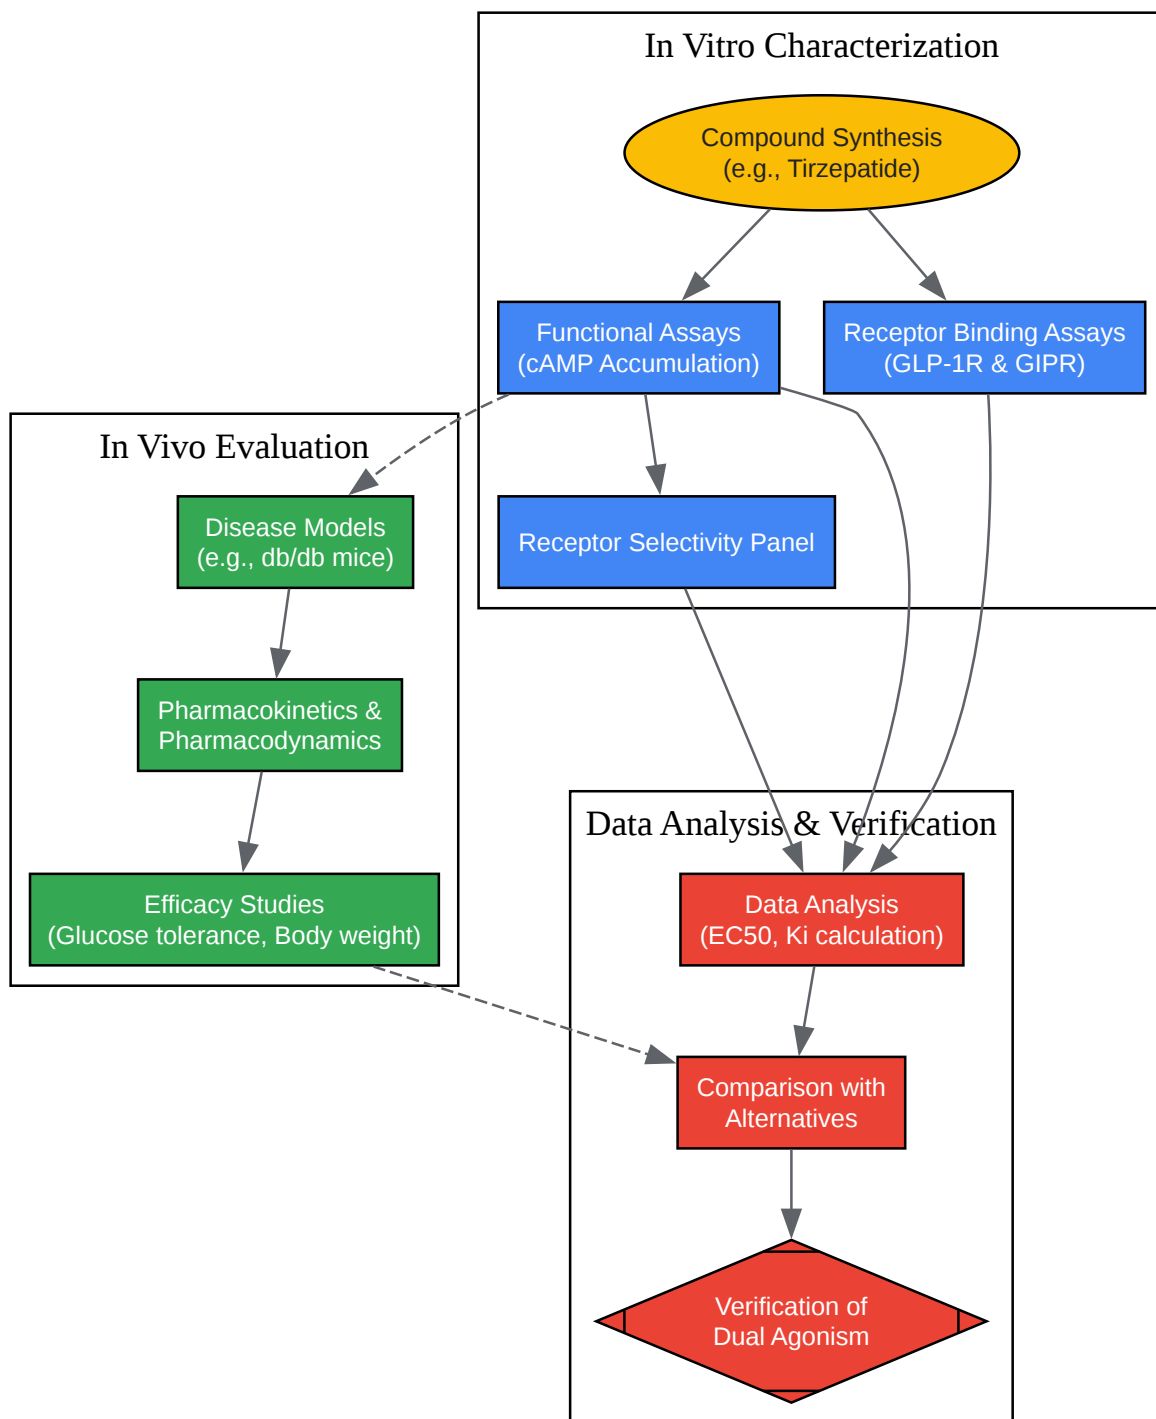 In Vitro Characterization
Compound Synthesis
(e.g., Tirzepatide)
Functional Assays
(cAMP Accumulation)
Receptor Binding Assays
(GLP-1R & GIPR)
Receptor Selectivity Panel
In Vivo Evaluation
Disease Models
(e.g., db/db mice)
Pharmacokinetics &
Pharmacodynamics
Efficacy Studies
(Glucose tolerance, Body weight)
Data Analysis & Verification
Data Analysis
(EC50, Ki calculation)
Comparison with
Alternatives
Verification of
Dual Agonism